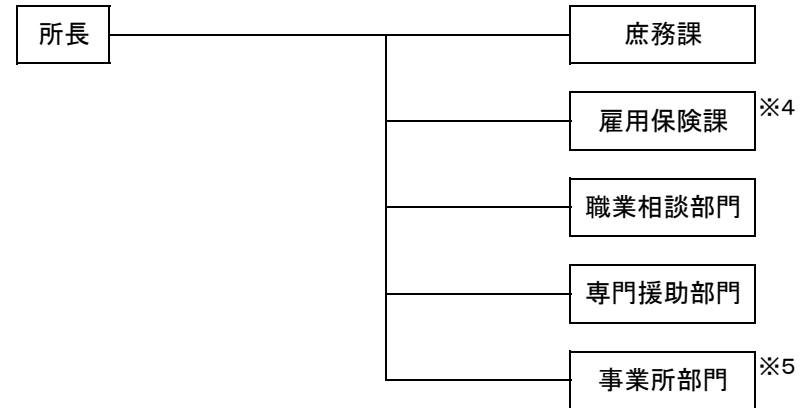 所長
庶務課
雇用保険課 ※4
職業相談部門
専門援助部門
事業所部門 ※5